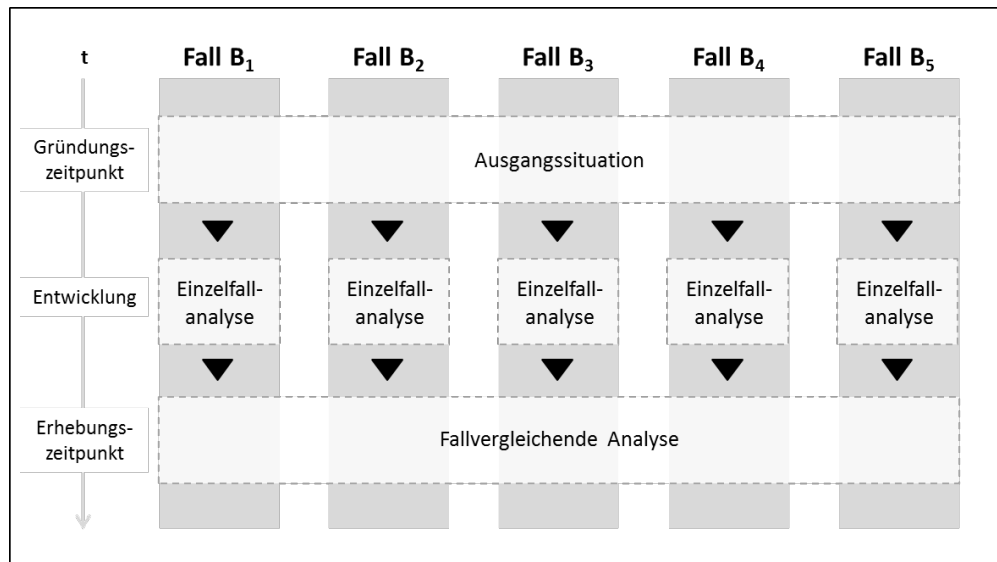 t Fall B₁ Fall B₂ Fall B₃ Fall B₄ Fall B₅
Gründungs-
zeitpunkt
Ausgangssituation
Entwicklung
Einzelfall-
analyse
Einzelfall-
analyse
Einzelfall-
analyse
Einzelfall-
analyse
Einzelfall-
analyse
Erhebungs-
zeitpunkt
Fallvergleichende Analyse